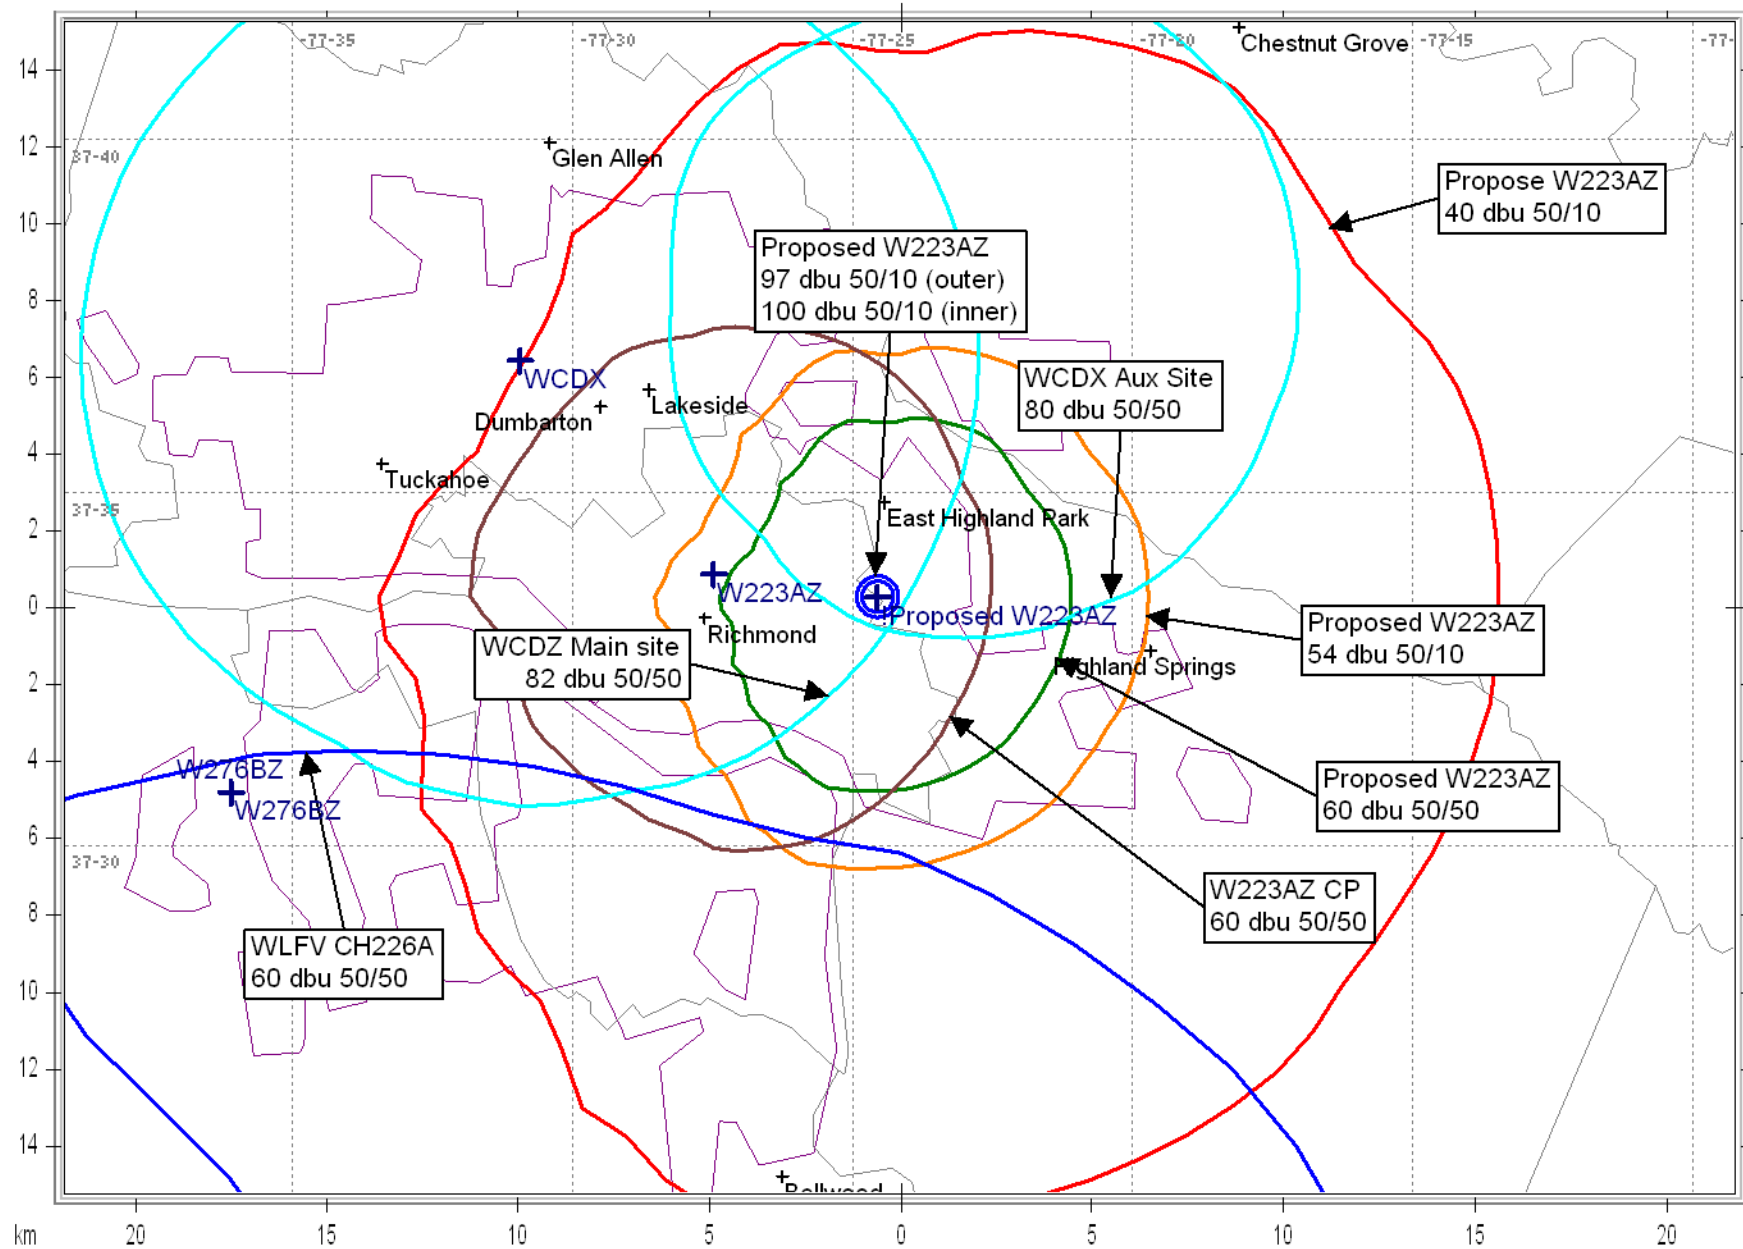 -77-35
-77-30
-77-25
-77-20
-77-15
-77-
Chestnut Grove
14
12
37-40
Glen Allen
Propose W223AZ
40 dbu 50/10
10
Proposed W223AZ
97 dbu 50/10 (outer)
100 dbu 50/10 (inner)
8
6
WCDX
WCDX Aux Site
80 dbu 50/50
Lakeside
Dumbarton
4
Tuckahoe
37-35
East Highland Park
2
W223AZ
0
!Proposed W223AZ
Richmond
WCDZ Main site
82 dbu 50/50
Proposed W223AZ
54 dbu 50/10
Highland Springs
2
4
W276BZ
W276BZ
Proposed W223AZ
60 dbu 50/50
6
37-30
W223AZ CP
60 dbu 50/50
8
WLFV CH226A
60 dbu 50/50
10
12
14
Bellwood
km
20
15
10
5
0
5
10
15
20